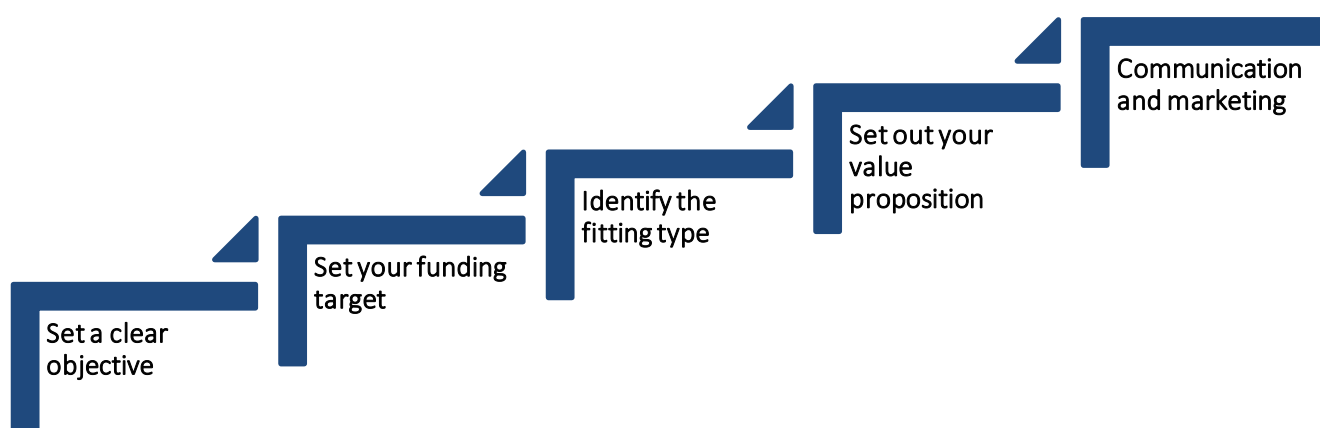 Set a clear
objective
Set your funding
target
Identify the
fitting type
Set out your
value
proposition
Communication
and marketing